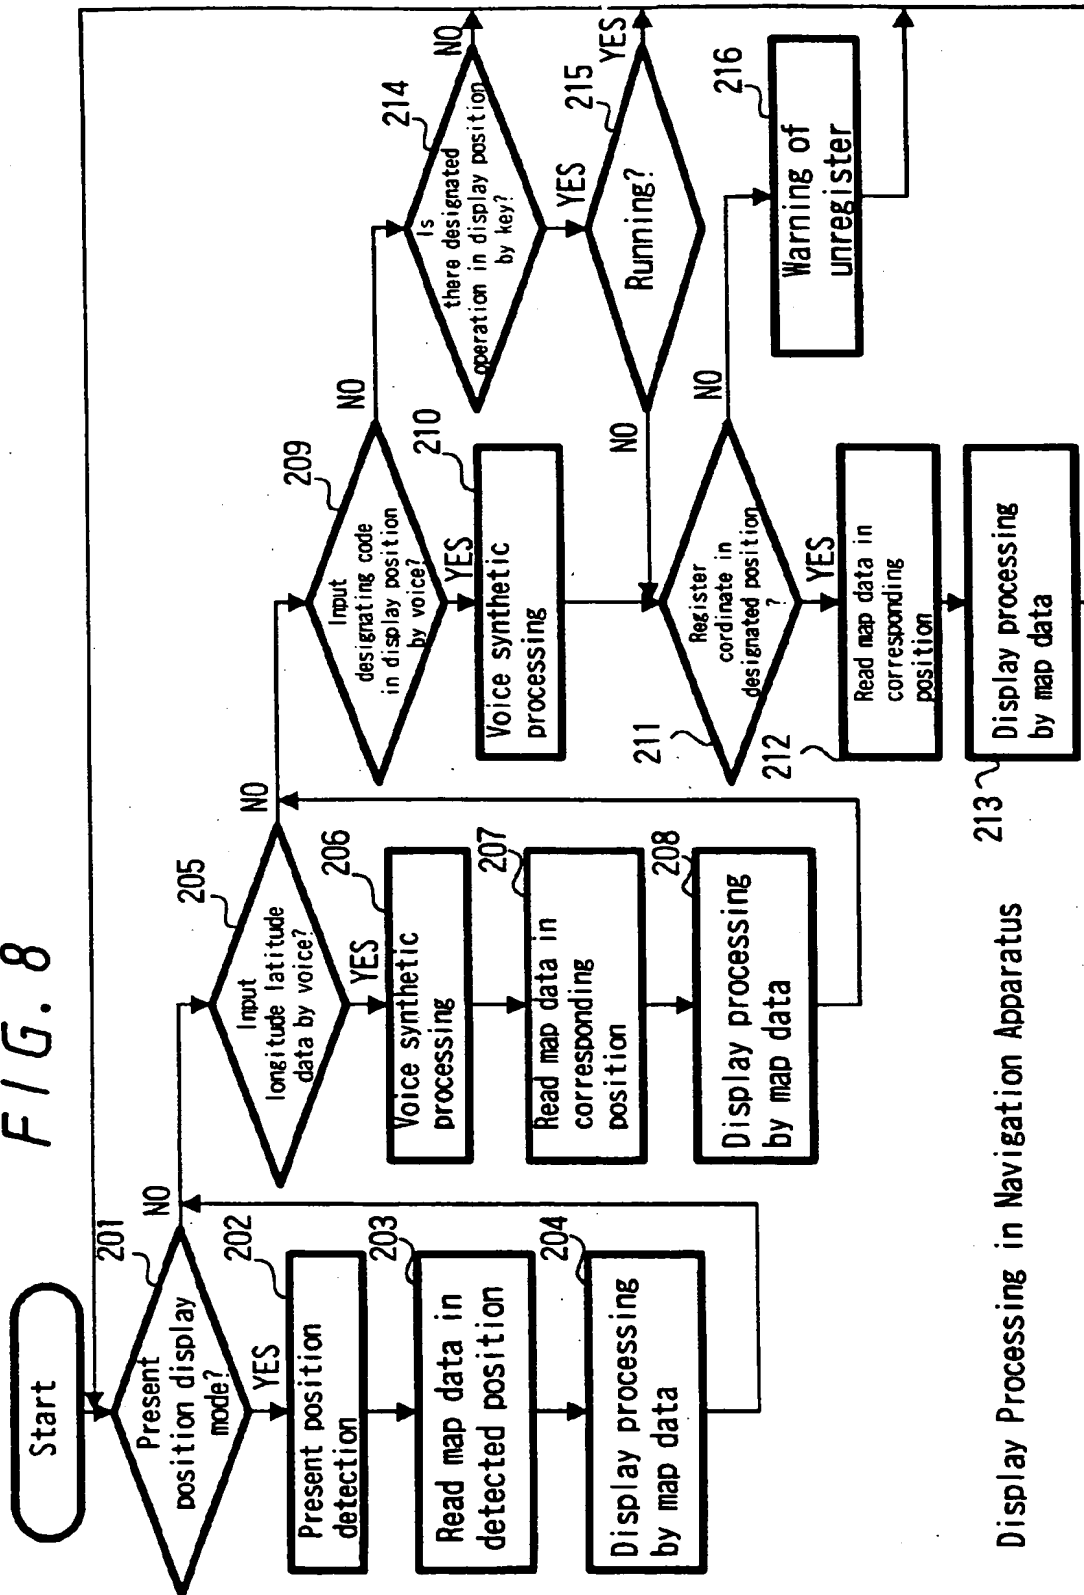 FIG. 8
Start
201
Present
position display
mode?
NO
YES
202
Present position
detection
203
Read map data in
detected position
204
Display processing
by map data
205
Input
longitude latitude
data by voice?
NO
YES
206
Voice synthetic
processing
207
Read map data in
corresponding
position
208
Display processing
by map data
209
Input
designating code
in display position
by voice?
NO
YES
210
Voice synthetic
processing
211
Register
cordinate in
designated position
?
NO
YES
212
Read map data in
corresponding
position
213
Display processing
by map data
214
Is
there designated
operation in display position
by key?
NO
YES
215
Running?
YES
NO
216
Warning of
unregister
Display Processing in Navigation Apparatus